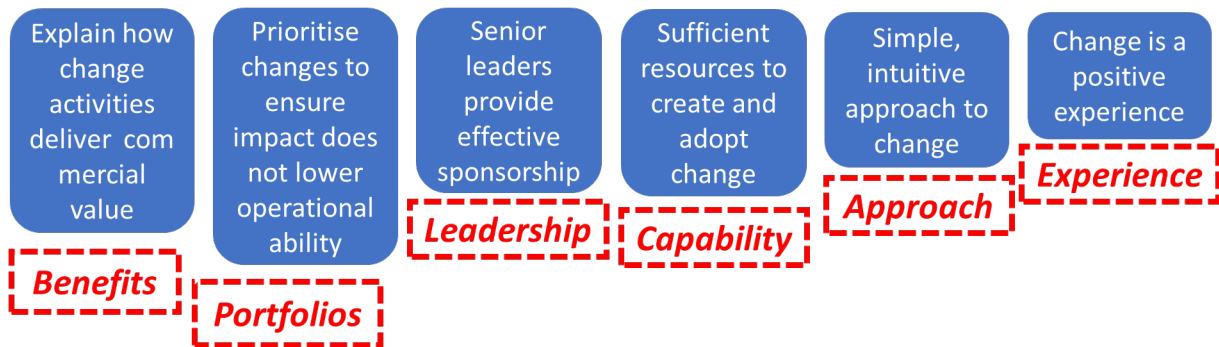 Explain how
change
activities
deliver com
mercial
value
Benefits
Prioritise
changes to
ensure
impact does
not lower
operational
ability
Portfolios
Senior
leaders
provide
effective
sponsorship
Leadership
Sufficient
resources to
create and
adopt
change
Capability
Simple,
intuitive
approach to
change
Approach
Change is a
positive
experience
Experience